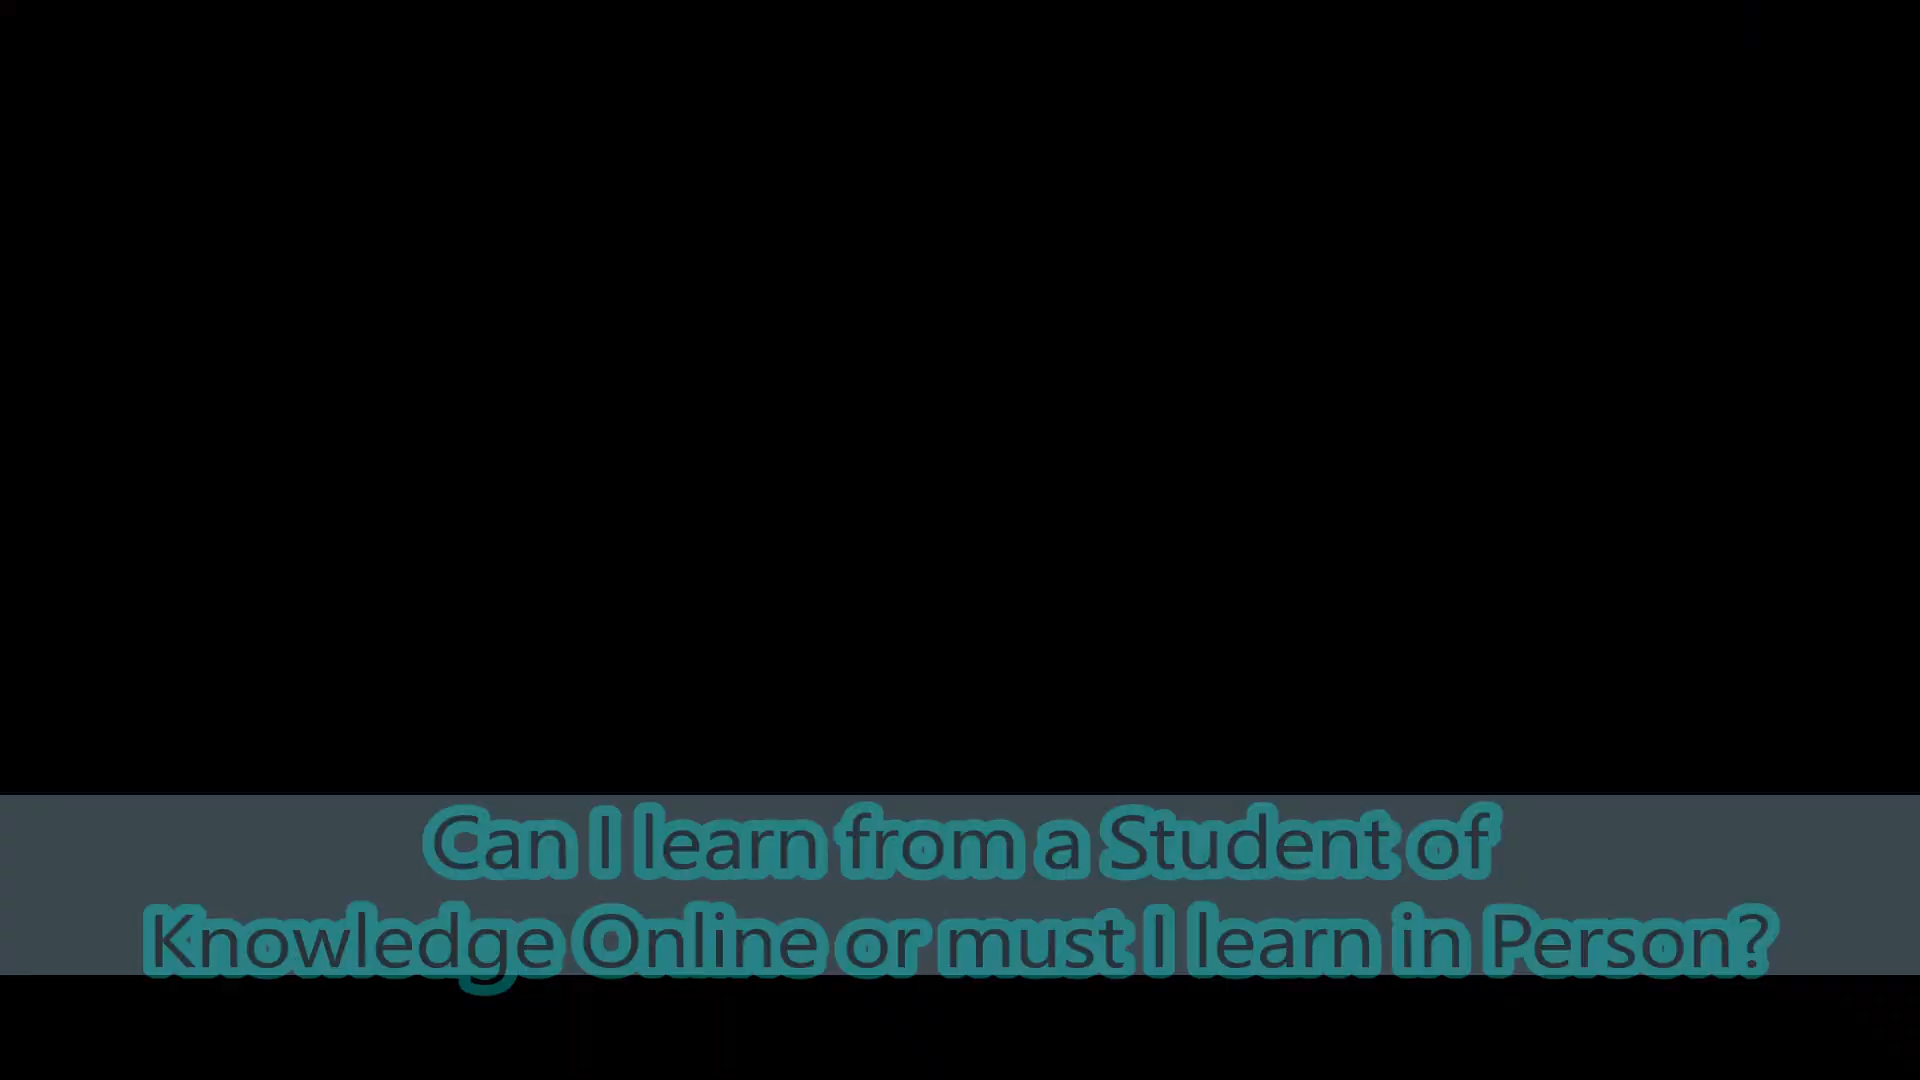 Can I learn from a Student of
Knowledge Online or must I learn in Person?